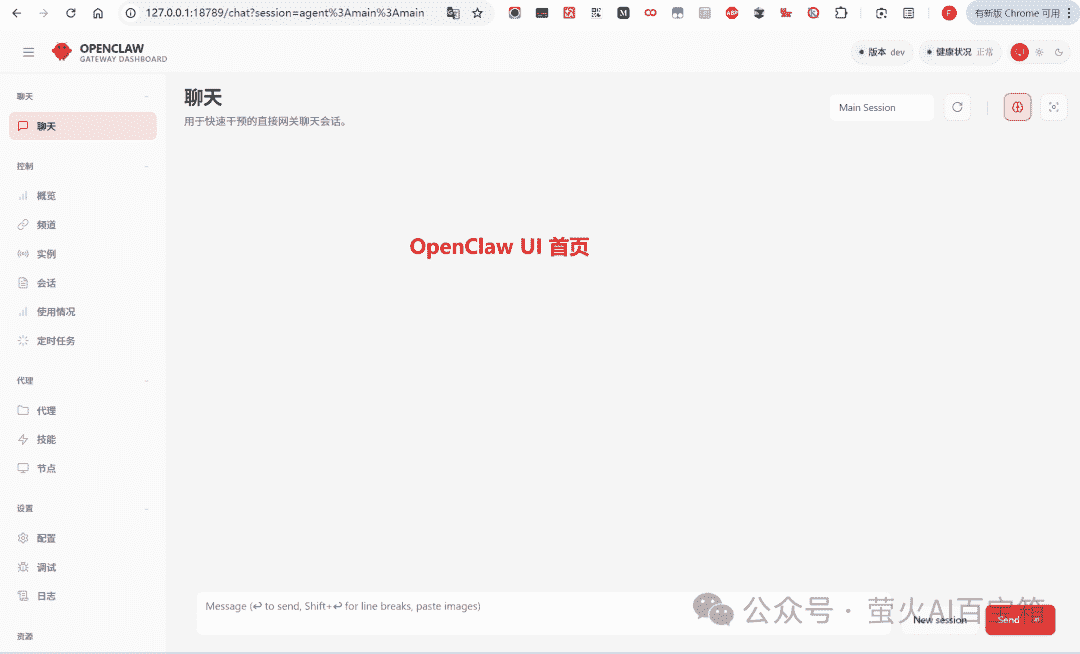 127.0.0.1:18789/chat?session=agent%3Amain%3Amain
有新版 Chrome 可用
OPENCLAW
GATEWAY DASHBOARD
版本 dev
健康状况 正常
聊天
聊天
控制
概览
频道
实例
会话
使用情况
定时任务
代理
代理
技能
节点
设置
配置
调试
日志
资源
聊天
用于快速干预的直接网关聊天会话。
Main Session
OpenClaw UI 首页
Message (↩ to send, Shift+↩ for line breaks, paste images)
New session
Send
公众号 · 萤火AI百宝箱